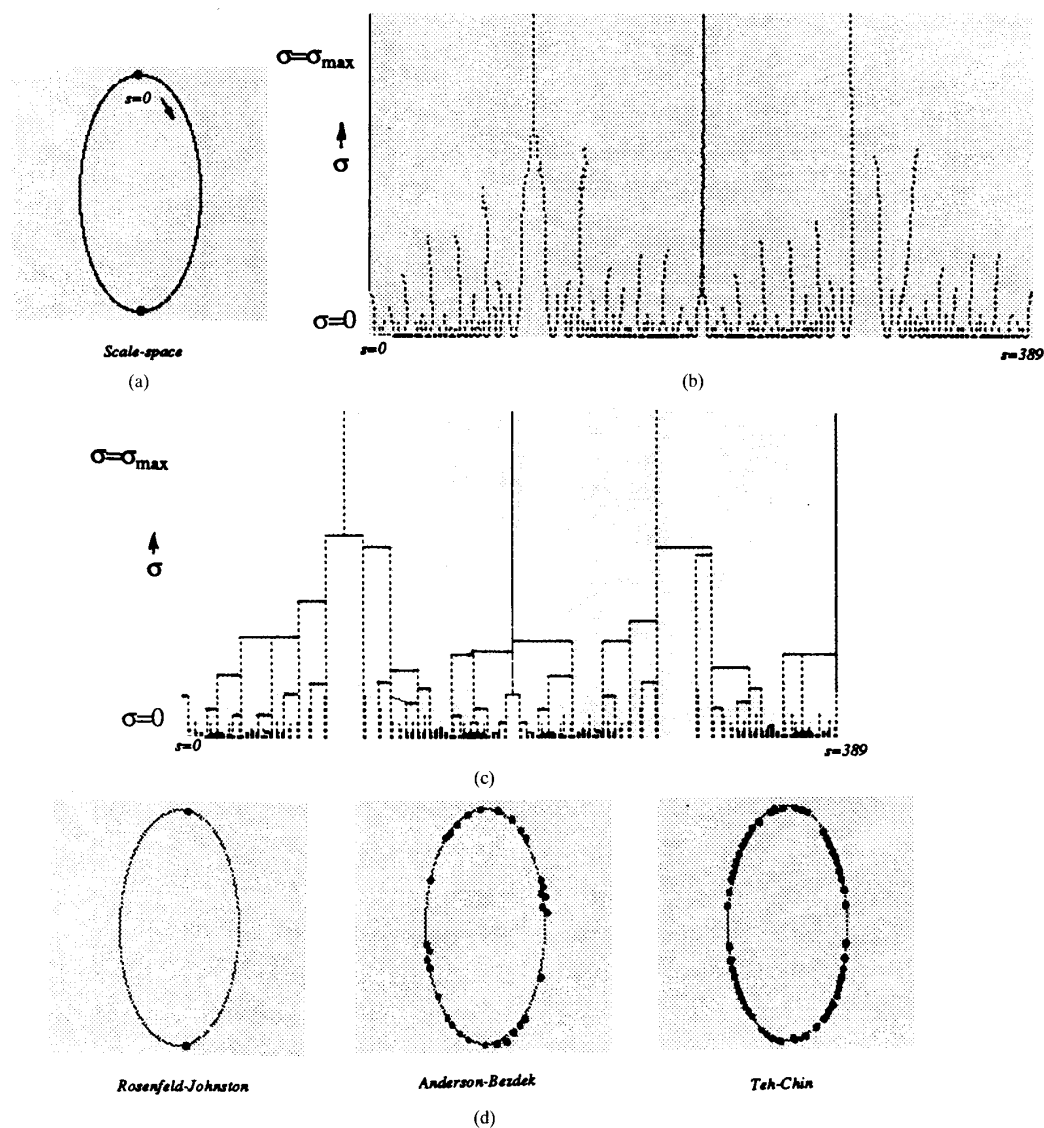 s=0
Scale-space
(a)
σ=σmax
σ
σ=0
s=0
s=389
(b)
σ=σmax
σ
σ=0
s=0
s=389
(c)
Rosenfeld-Johnston
Anderson-Bezdek
Teh-Chin
(d)